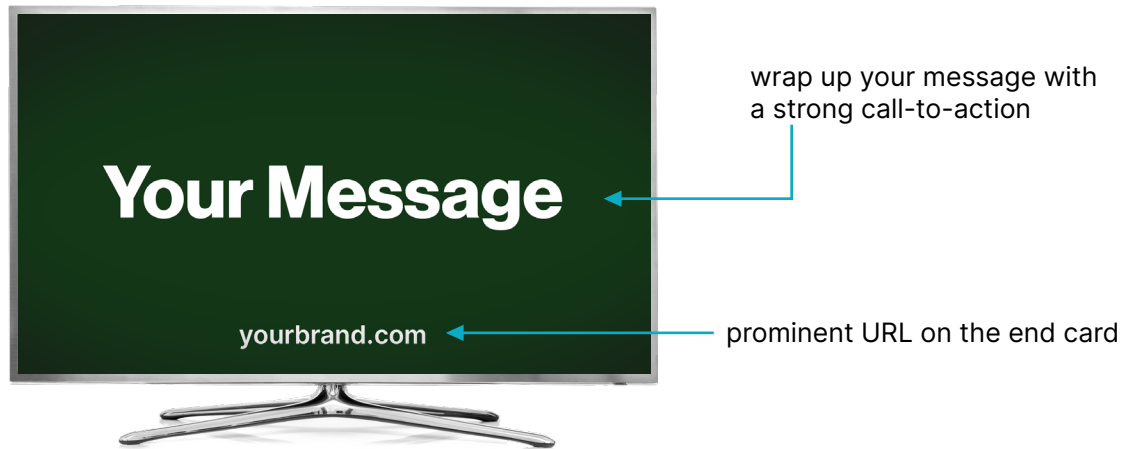 wrap up your message with
a strong call-to-action
Your Message
yourbrand.com
prominent URL on the end card